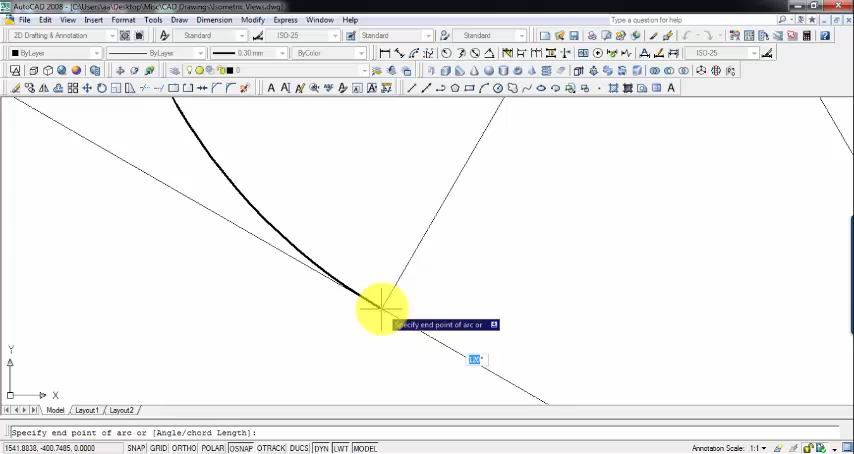 AutoCAD 2008 - [C:\Users\aa\Desktop\Misc\CAD Drawings\Isometric Views.dwg]
File Edit View Insert Format Tools Draw Dimension Modify Express Window Help Type a question for help
2D Drafting & Annotation Standard ISO-25 Standard Standard
ByLayer ByLayer 0.30 mm ByColor ISO-25
0
Specify end point of arc or
120°
Y
X
Model Layout1 Layout2
Specify end point of arc or [Angle/chord Length]:
1541.8838, -400.7485, 0.0000 SNAP GRID ORTHO POLAR OSNAP OTRACK DUCS DYN LWT MODEL Annotation Scale: 1:1